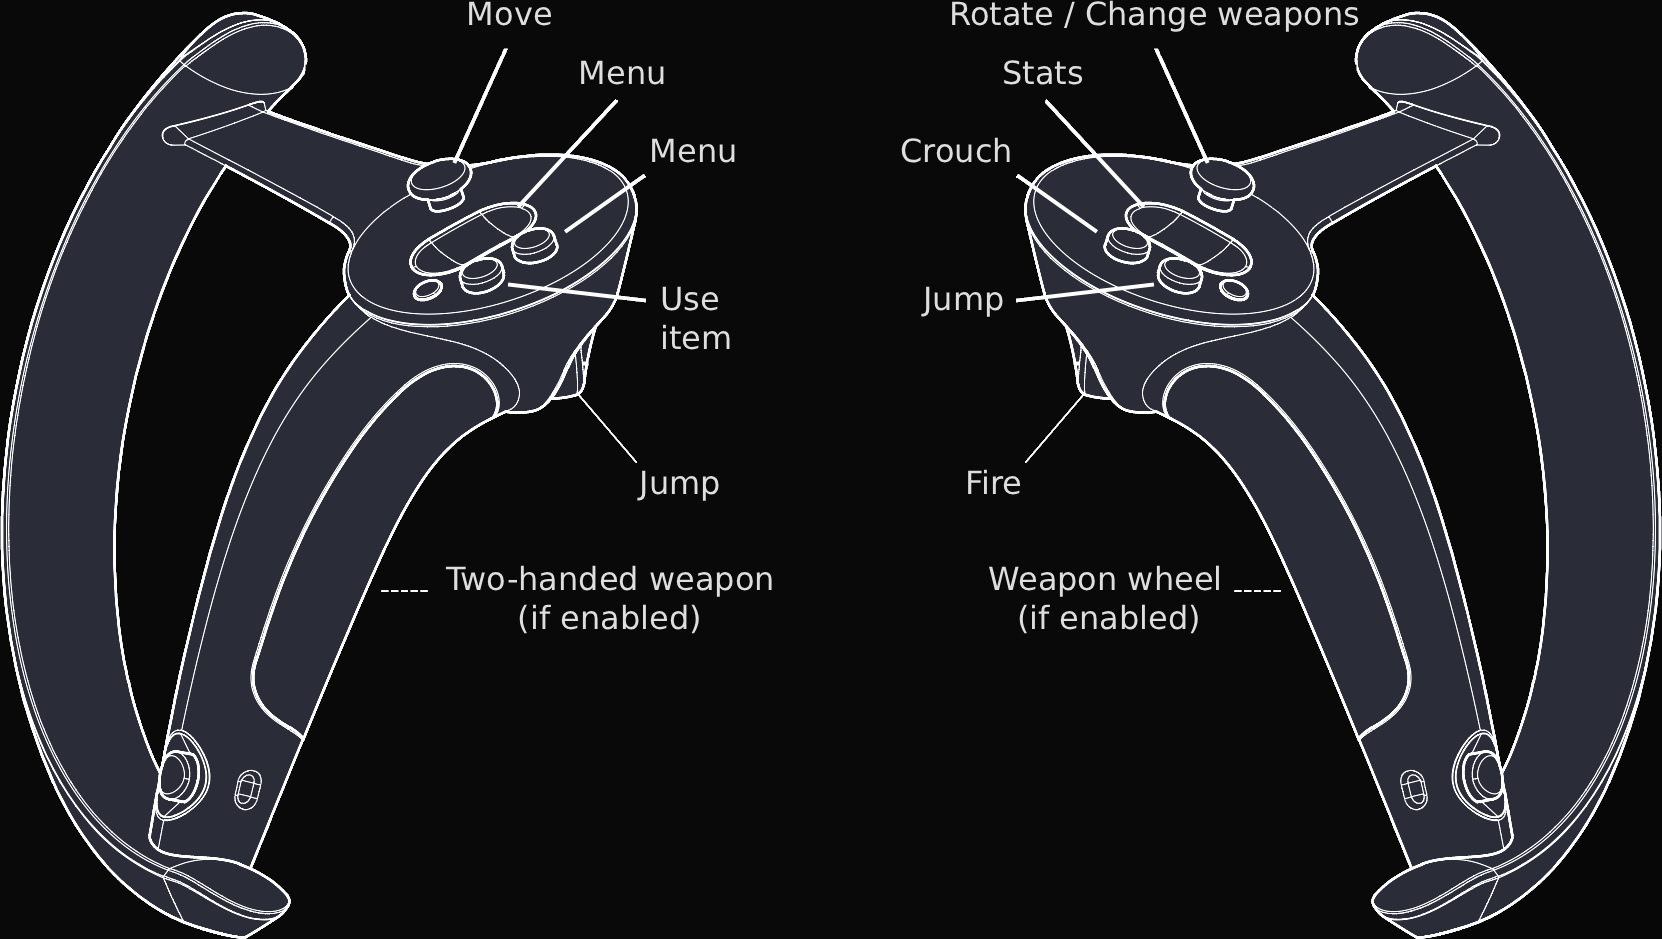 Move
Menu
Menu
Use
item
Jump
Two-handed weapon
(if enabled)
Rotate / Change weapons
Stats
Crouch
Jump
Fire
Weapon wheel
(if enabled)